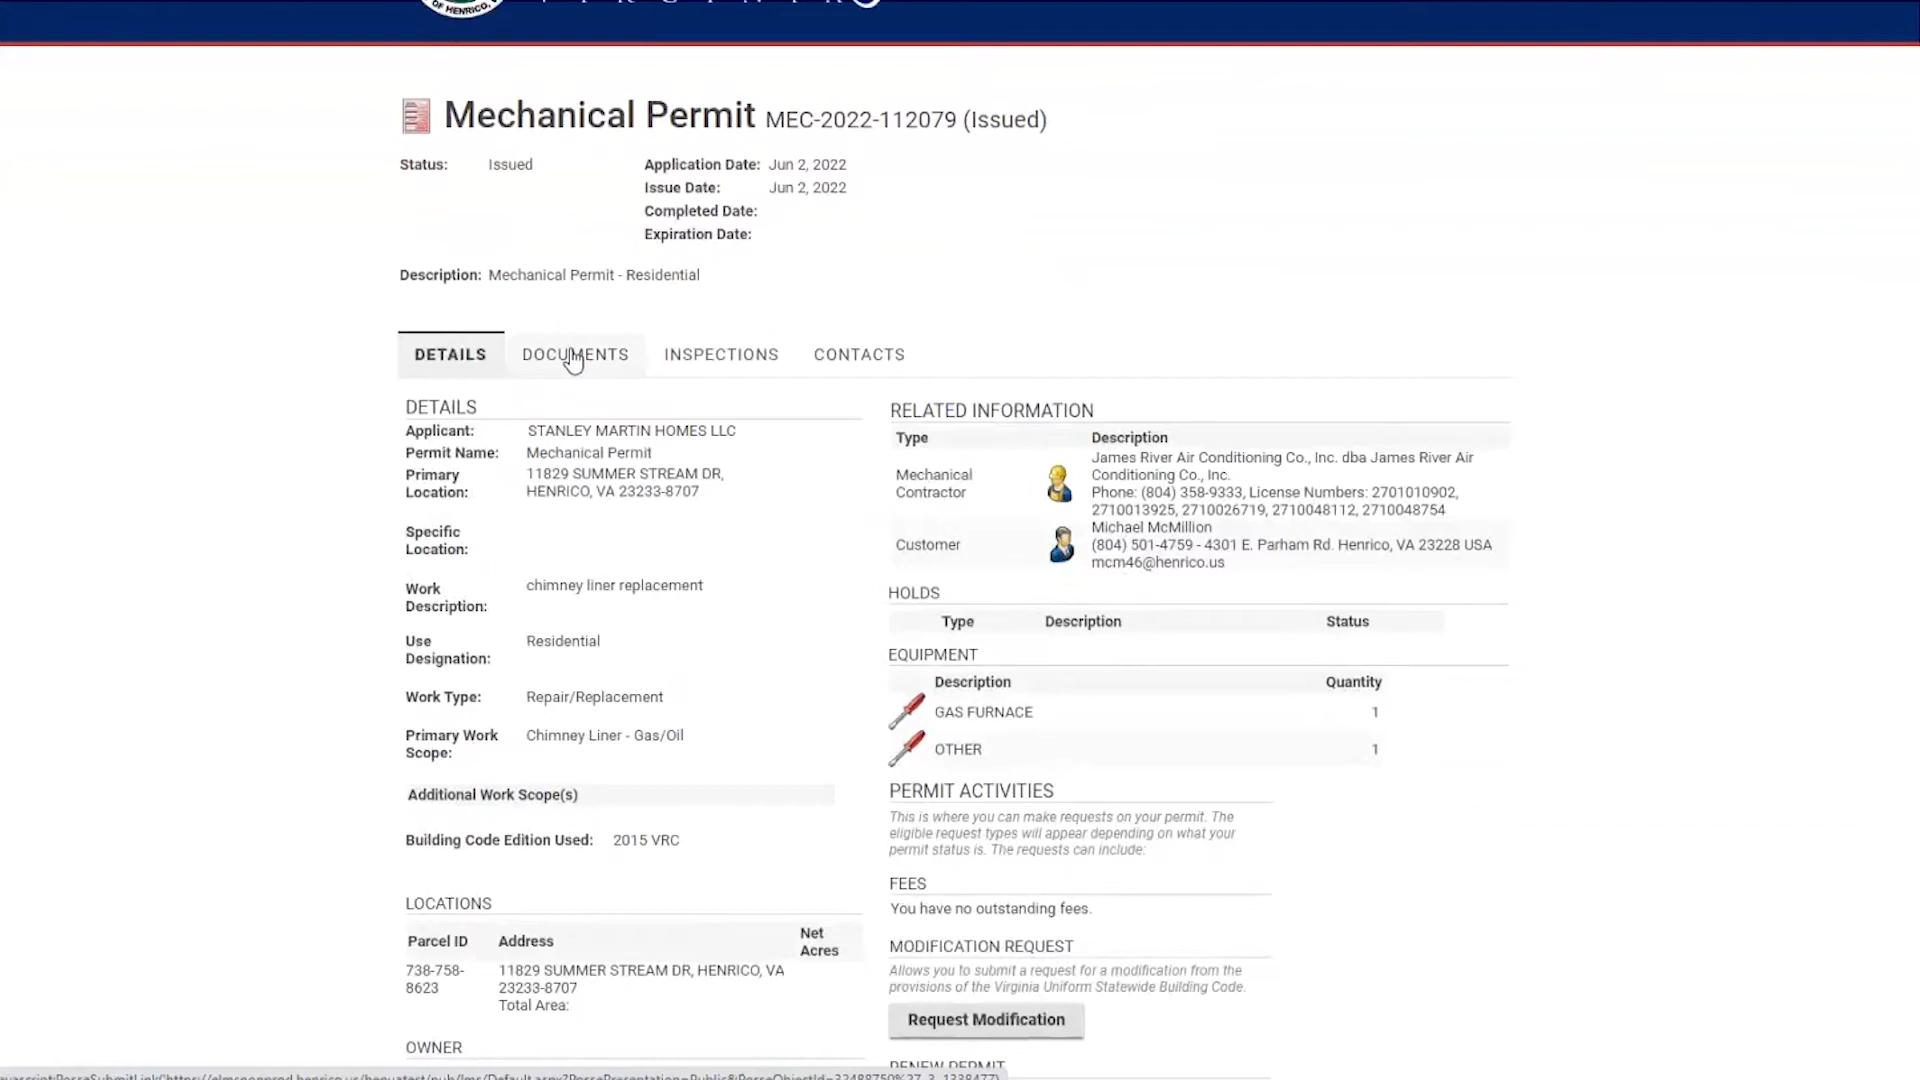 OF HENRICO, V
Mechanical Permit MEC-2022-112079 (Issued)
Status: Issued
Application Date: Jun 2, 2022
Issue Date: Jun 2, 2022
Completed Date:
Expiration Date:
Description: Mechanical Permit - Residential
DETAILS DOCUMENTS INSPECTIONS CONTACTS
DETAILS
Applicant: STANLEY MARTIN HOMES LLC
Permit Name: Mechanical Permit
Primary 11829 SUMMER STREAM DR,
Location: HENRICO, VA 23233-8707
Specific
Location:
Work chimney liner replacement
Description:
Use Residential
Designation:
Work Type: Repair/Replacement
Primary Work Chimney Liner - Gas/Oil
Scope:
Additional Work Scope(s)
Building Code Edition Used: 2015 VRC
LOCATIONS
Parcel ID Address Net
Acres
738-758- 11829 SUMMER STREAM DR, HENRICO, VA
8623 23233-8707
Total Area:
OWNER
RELATED INFORMATION
Type Description
Mechanical
Contractor
James River Air Conditioning Co., Inc. dba James River Air
Conditioning Co., Inc.
Phone: (804) 358-9333, License Numbers: 2701010902,
2710013925, 2710026719, 2710048112, 2710048754
Customer
Michael McMillion
(804) 501-4759 - 4301 E. Parham Rd. Henrico, VA 23228 USA
mcm46@henrico.us
HOLDS
Type Description Status
EQUIPMENT
Description Quantity
GAS FURNACE 1
OTHER 1
PERMIT ACTIVITIES
This is where you can make requests on your permit. The
eligible request types will appear depending on what your
permit status is. The requests can include:
FEES
You have no outstanding fees.
MODIFICATION REQUEST
Allows you to submit a request for a modification from the
provisions of the Virginia Uniform Statewide Building Code.
Request Modification
RENEW PERMIT